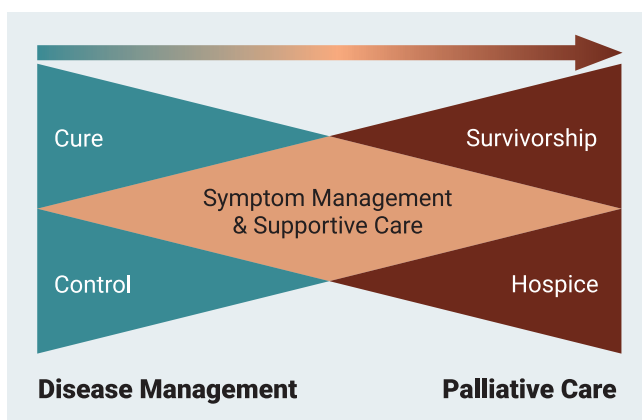 Cure
Survivorship
Symptom Management
& Supportive Care
Control
Hospice
Disease Management
Palliative Care